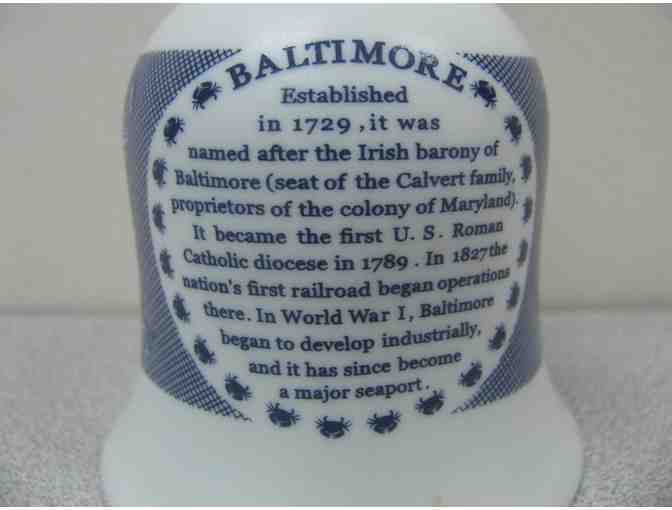 BALTIMORE
Established
in 1729 , it was
named after the Irish barony of
Baltimore (seat of the Calvert family,
proprietors of the colony of Maryland).
It became the first U. S. Roman
Catholic diocese in 1789 . In 1827 the
nation's first railroad began operations
there. In World War I, Baltimore
began to develop industrially,
and it has since become
a major seaport .